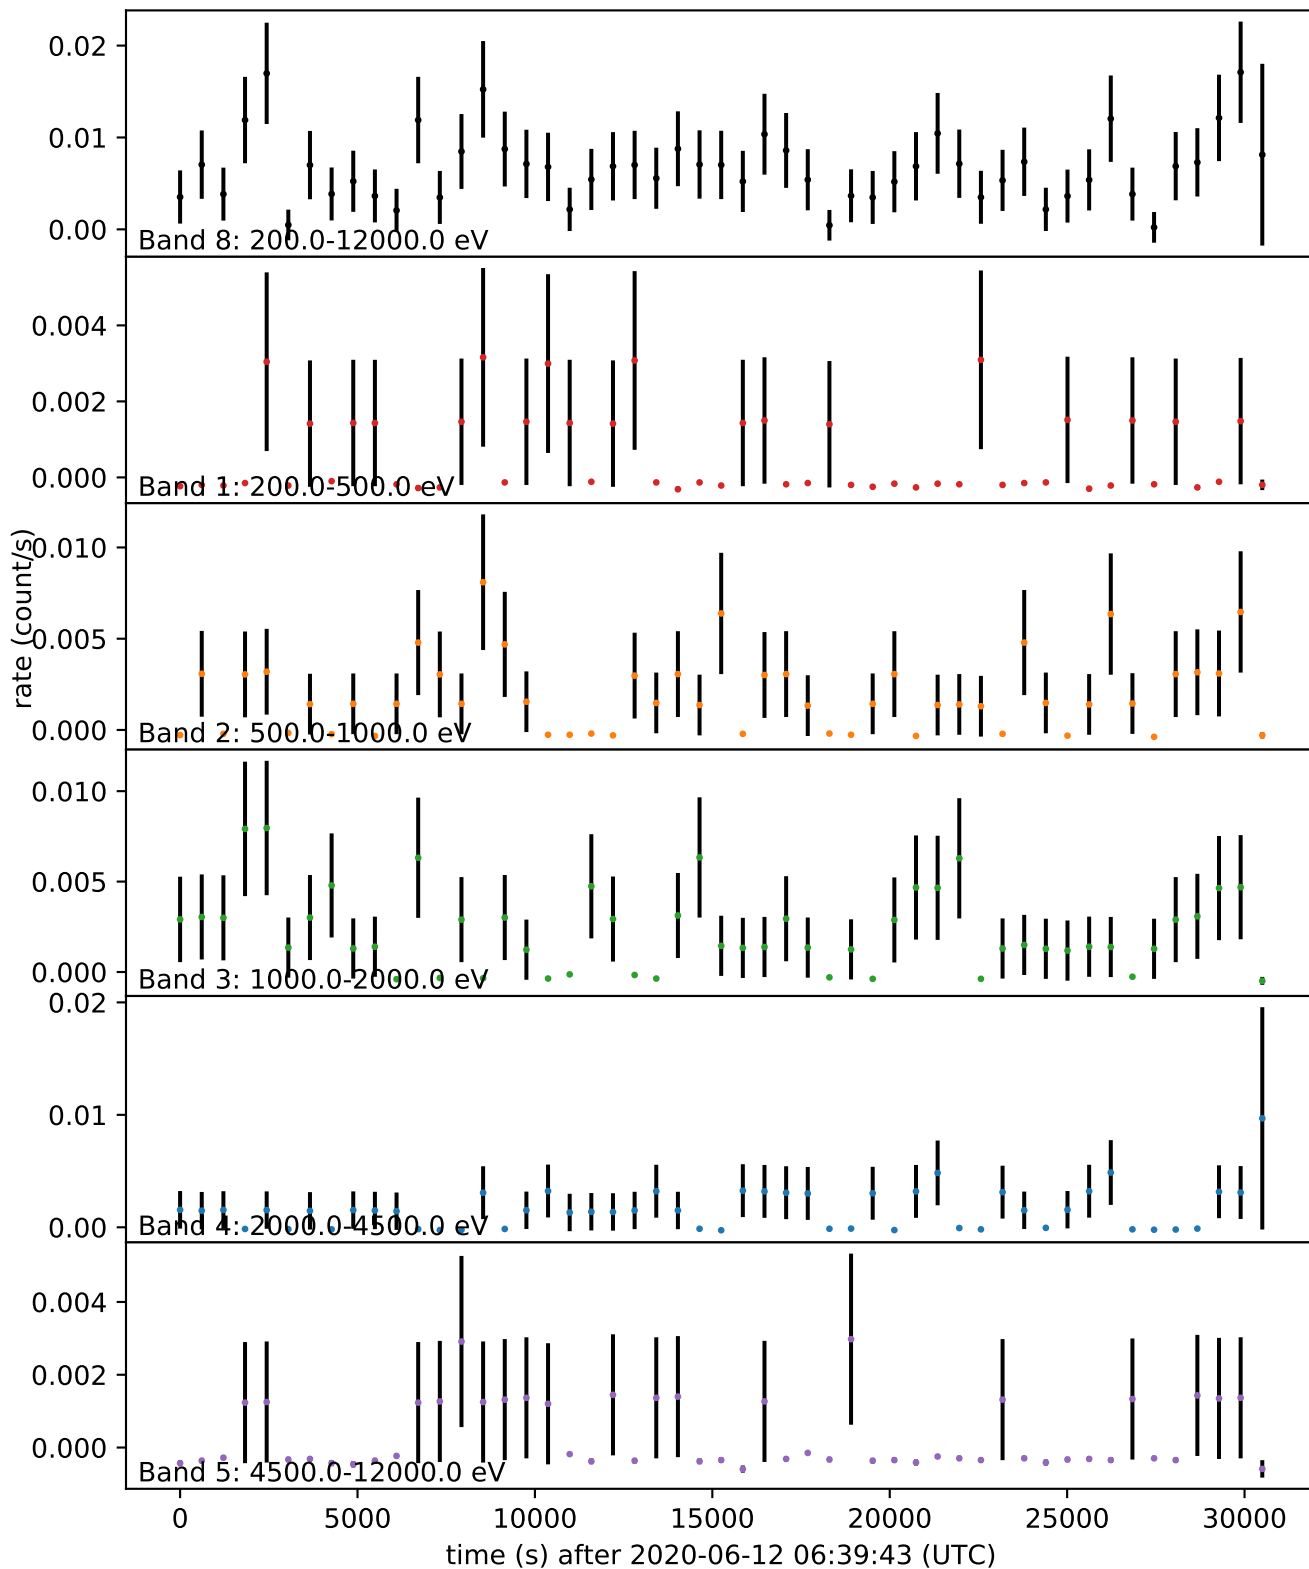 0.02
0.01
0.00
Band 8: 200.0-12000.0 eV
0.004
0.002
0.000
Band 1: 200.0-500.0 eV
rate (count/s)
0.010
0.005
0.000
Band 2: 500.0-1000.0 eV
0.010
0.005
0.000
Band 3: 1000.0-2000.0 eV
0.02
0.01
0.00
Band 4: 2000.0-4500.0 eV
0.004
0.002
0.000
Band 5: 4500.0-12000.0 eV
0 5000 10000 15000 20000 25000 30000
time (s) after 2020-06-12 06:39:43 (UTC)